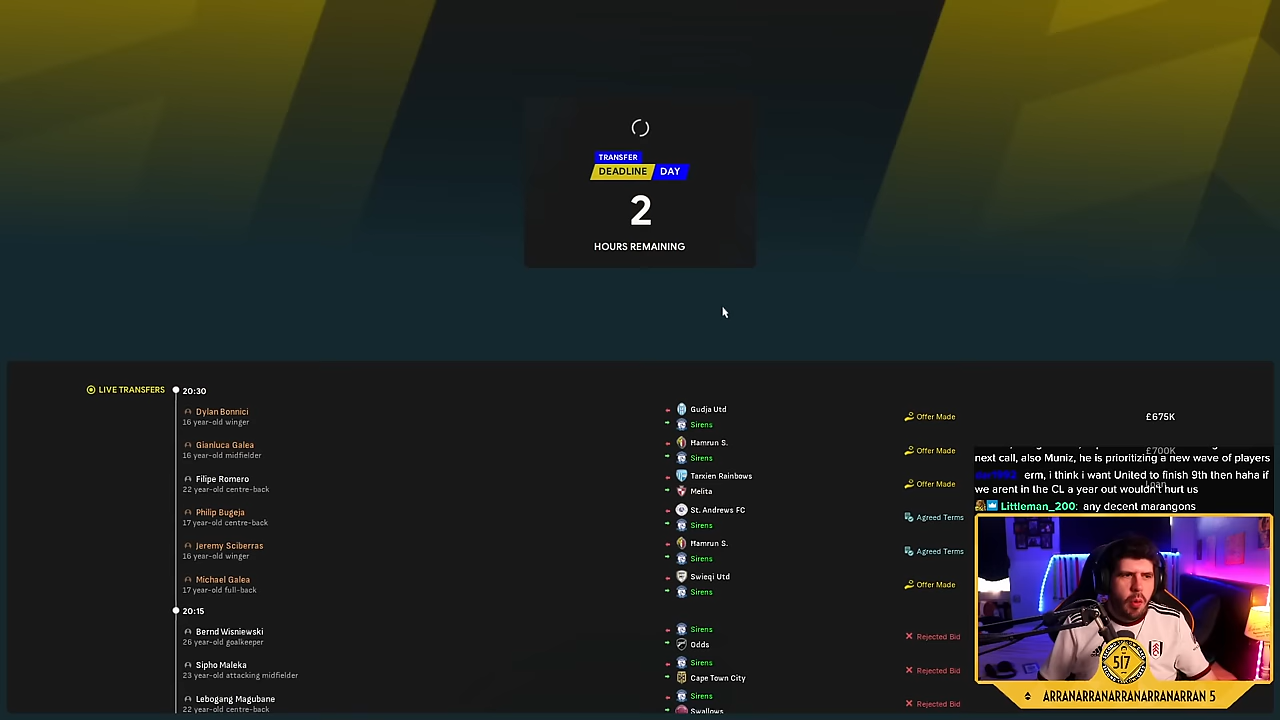 TRANSFER
DEADLINE DAY
2
HOURS REMAINING
LIVE TRANSFERS
20:30
Dylan Bonnici
16 year-old winger
Gudja Utd
Sirens
Offer Made
£675K
Gianluca Galea
16 year-old midfielder
Hamrun S.
Sirens
Offer Made
£700K
Filipe Romero
22 year-old centre-back
Tarxien Rainbows
Melita
Offer Made
Loan
Philip Bugeja
17 year-old centre-back
St. Andrews FC
Sirens
Agreed Terms
Jeremy Sciberras
16 year-old winger
Hamrun S.
Sirens
Agreed Terms
Michael Galea
17 year-old full-back
Swieqi Utd
Sirens
Offer Made
20:15
Bernd Wisniewski
26 year-old goalkeeper
Sirens
Odds
Rejected Bid
Sipho Maleka
23 year-old attacking midfielder
Sirens
Cape Town City
Rejected Bid
Lebogang Magubane
22 year-old centre-back
Sirens
Swallows
Rejected Bid
next call, also Muniz, he is prioritizing a new wave of players
erm, i think i want United to finish 9th then haha if
we arent in the CL a year out wouldn't hurt us
Littleman_200: any decent marangons
517
ARRANARRANARRANARRANARRAN 5